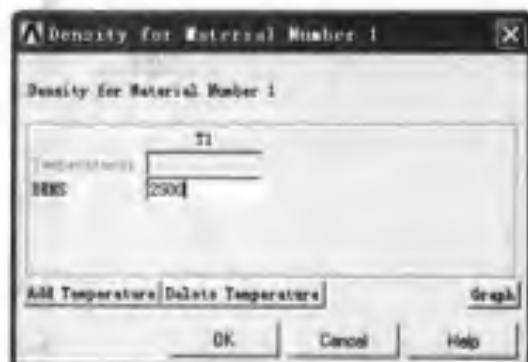 Density for Material Number 1
Density for Material Number 1
T1
Temperatures
DENS 2500
Add Temperature Delete Temperature Graph
OK Cancel Help